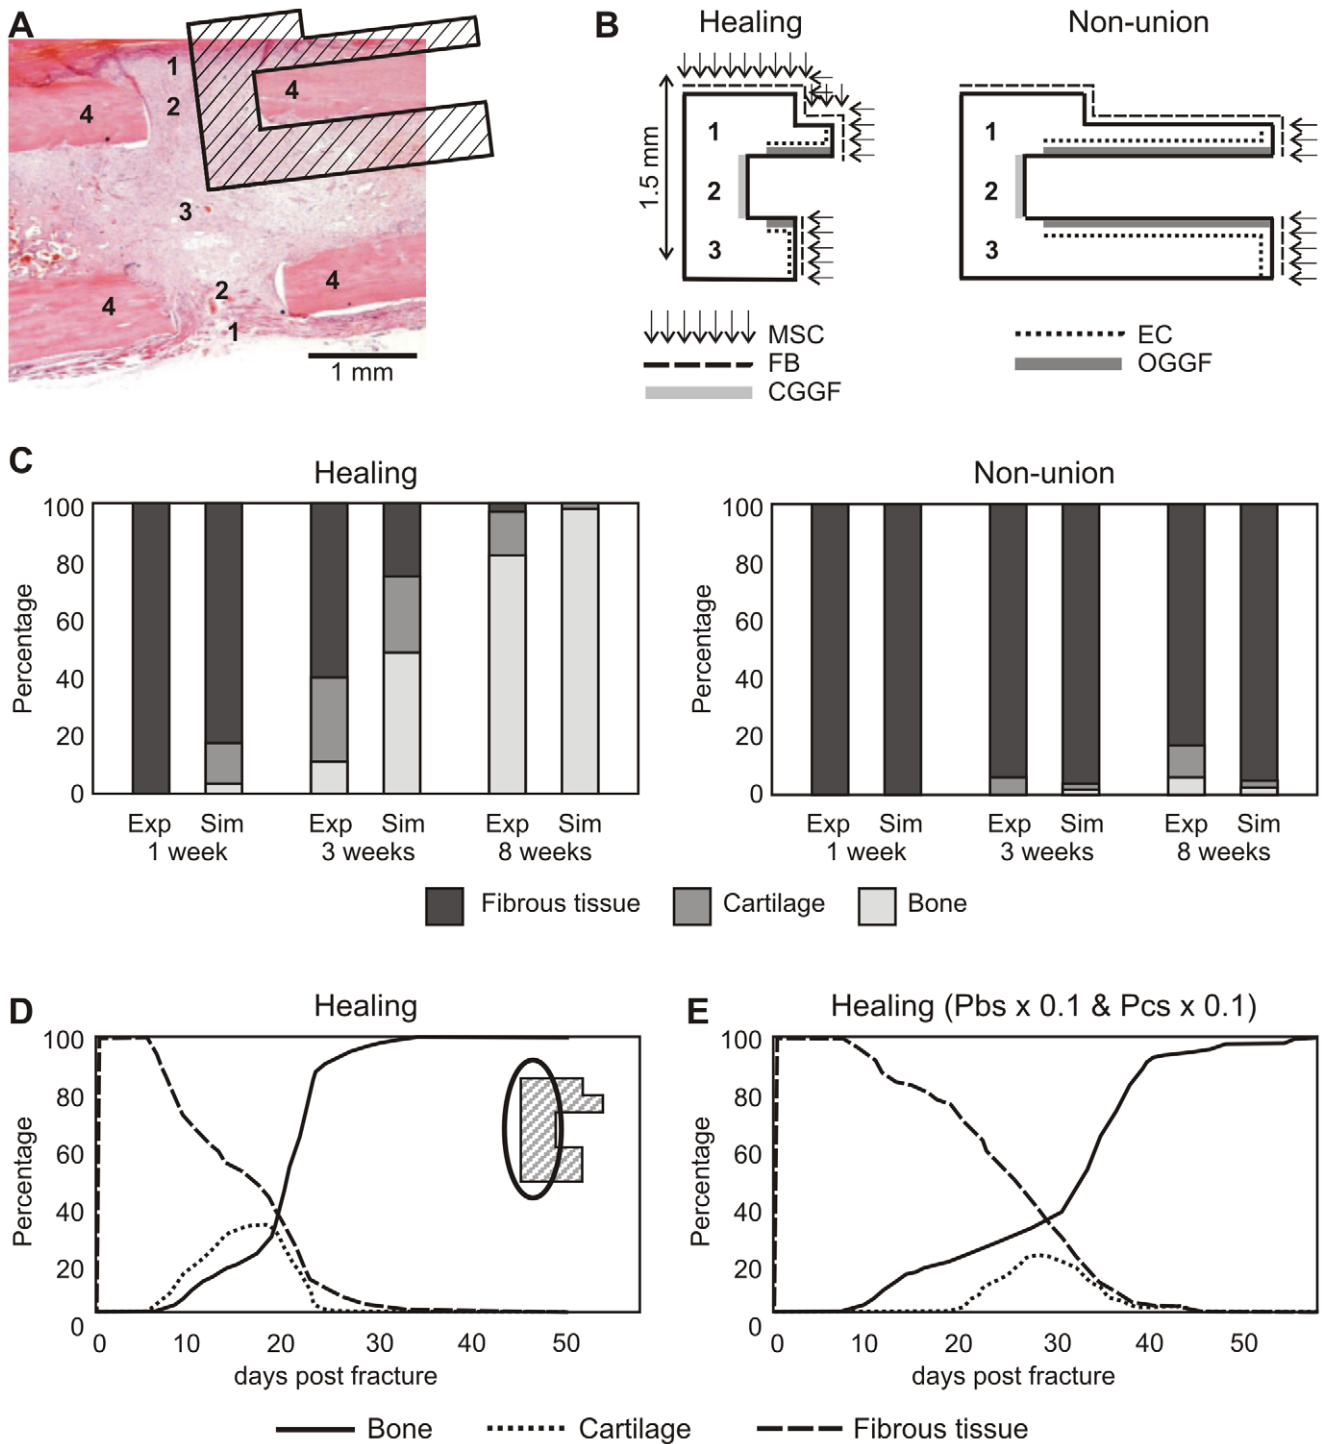 A
1
2
4
4
3
4
2
4
1
1 mm
B
Healing
Non-union
1.5 mm
1
2
3
1
2
3
MSC
FB
CGGF
EC
OGGF
C
Healing
Non-union
Percentage
100
80
60
40
20
0
Exp Sim Exp Sim Exp Sim
1 week 3 weeks 8 weeks
Percentage
100
80
60
40
20
0
Exp Sim Exp Sim Exp Sim
1 week 3 weeks 8 weeks
Fibrous tissue Cartilage Bone
D
Healing
Percentage
100
80
60
40
20
0
0 10 20 30 40 50
days post fracture
E
Healing (Pbs x 0.1 & Pcs x 0.1)
Percentage
100
80
60
40
20
0
0 10 20 30 40 50
days post fracture
Bone Cartilage Fibrous tissue